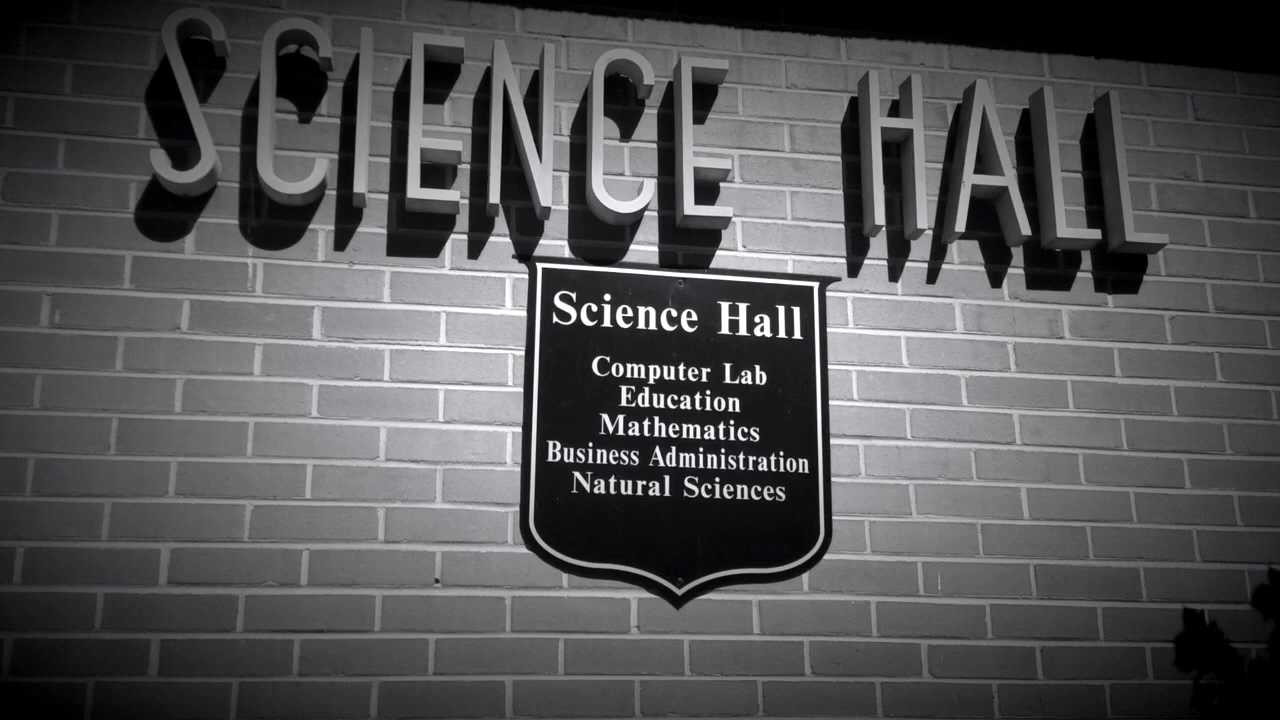 SCIENCE HALL
Science Hall
Computer Lab
Education
Mathematics
Business Administration
Natural Sciences